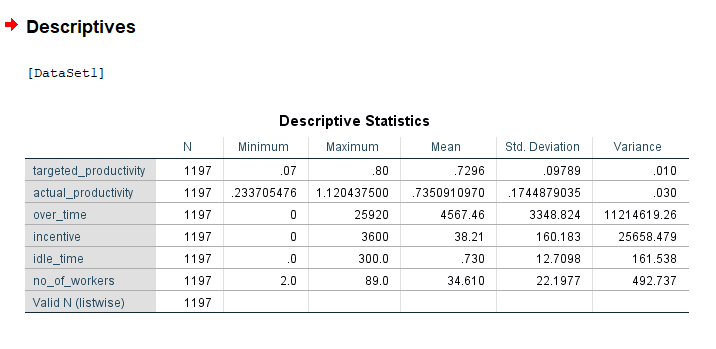 Descriptives
[DataSet1]
Descriptive Statistics
N Minimum Maximum Mean Std. Deviation Variance
targeted_productivity 1197 .07 .80 .7296 .09789 .010
actual_productivity 1197 .233705476 1.120437500 .7350910970 .1744879035 .030
over_time 1197 0 25920 4567.46 3348.824 11214619.26
incentive 1197 0 3600 38.21 160.183 25658.479
idle_time 1197 .0 300.0 .730 12.7098 161.538
no_of_workers 1197 2.0 89.0 34.610 22.1977 492.737
Valid N (listwise) 1197